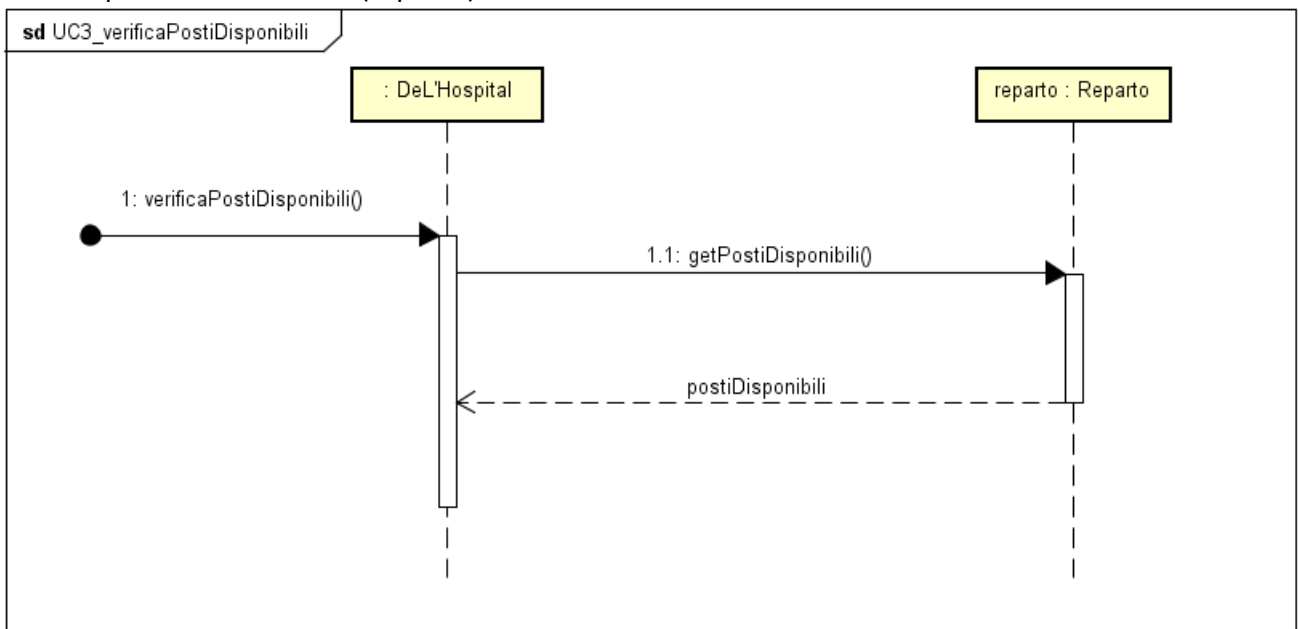 sd UC3_verificaPostiDisponibili
: DeL'Hospital
reparto : Reparto
1: verificaPostiDisponibili()
1.1: getPostiDisponibili()
postiDisponibili